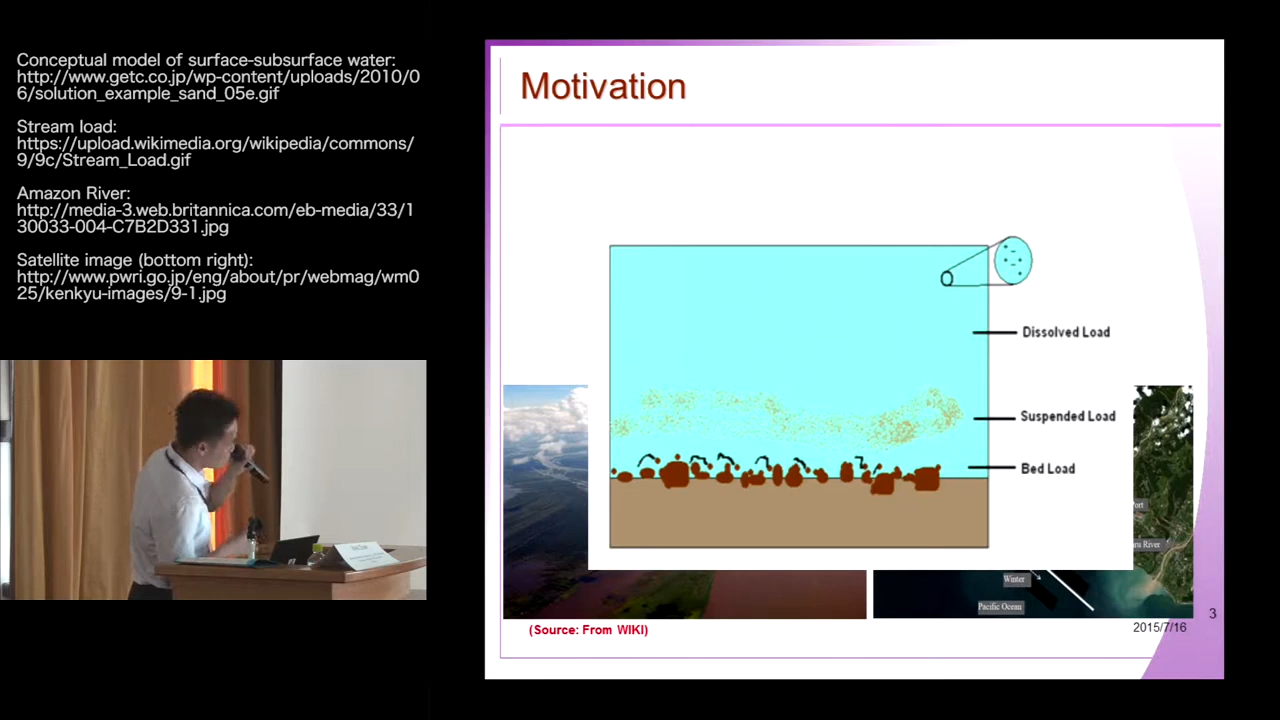 Conceptual model of surface-subsurface water:
http://www.getc.co.jp/wp-content/uploads/2010/0
6/solution_example_sand_05e.gif
Stream load:
https://upload.wikimedia.org/wikipedia/commons/
9/9c/Stream_Load.gif
Amazon River:
http://media-3.web.britannica.com/eb-media/33/1
30033-004-C7B2D331.jpg
Satellite image (bottom right):
http://www.pwri.go.jp/eng/about/pr/webmag/wm0
25/kenkyu-images/9-1.jpg
Motivation
Dissolved Load
Suspended Load
Bed Load
Port
River
Winter
Pacific Ocean
(Source: From WIKI)
3
2015/7/16